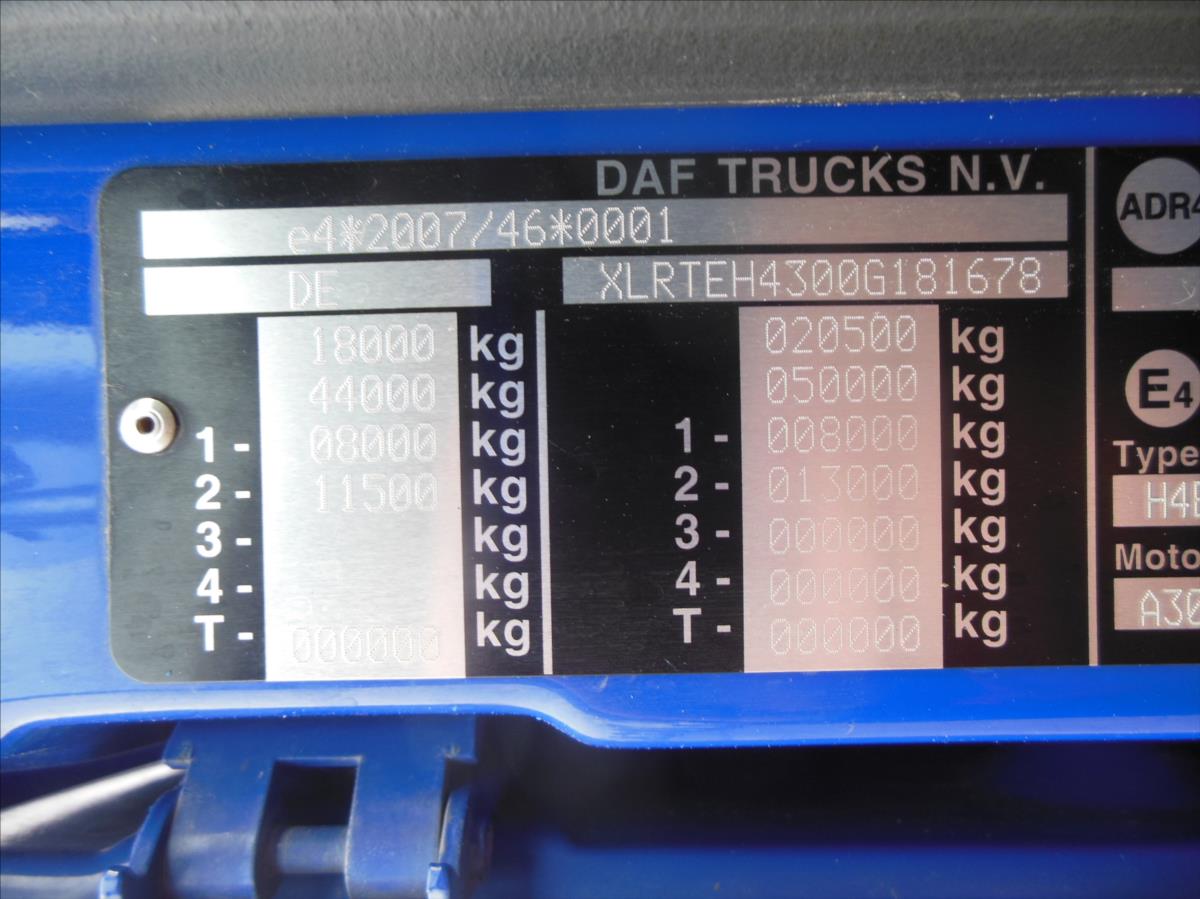 DAF TRUCKS N.V.
e4*2007/46*0001
DE XLRTEH4300G181678
18000 kg 020500 kg
44000 kg 050000 kg
1 - 08000 kg 1 - 008000 kg
2 - 11500 kg 2 - 013000 kg
3 - kg 3 - 000000 kg
4 - kg 4 - 000000 kg
T - 000000 kg T - 000000 kg
ADR4
E4
Type
H4E
Moto
A30